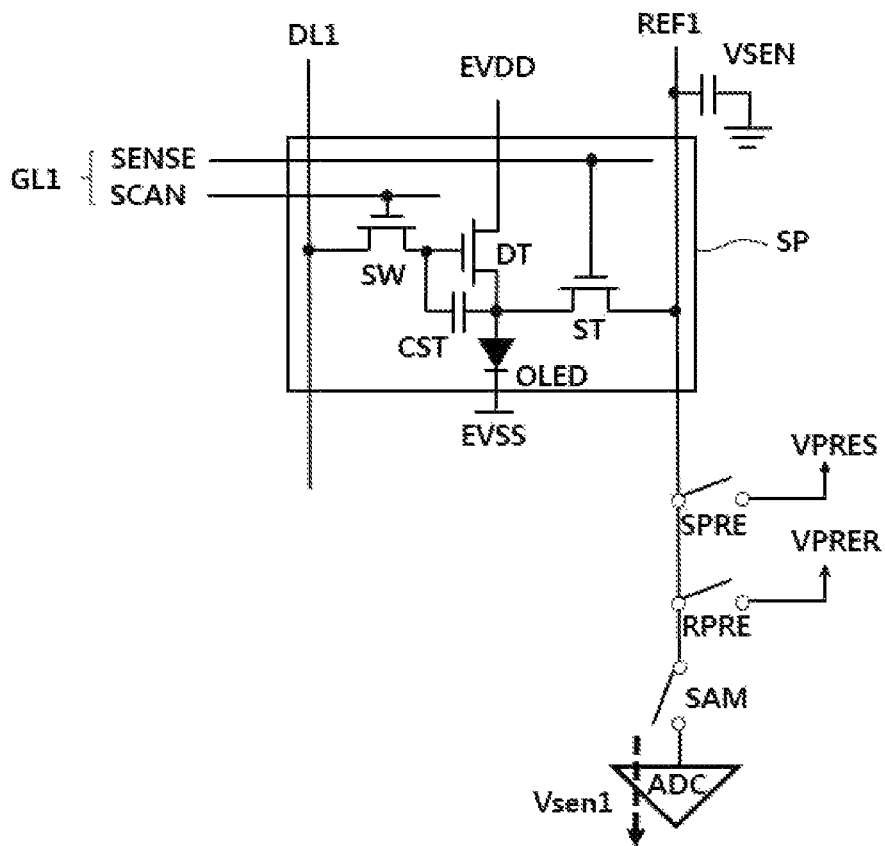 DL1
REF1
EVDD
VSEN
GL1
SENSE
SCAN
SW
DT
ST
SP
CST
OLED
EVSS
VPRES
SPRE
VPRER
RPRE
SAM
ADC
Vsen1